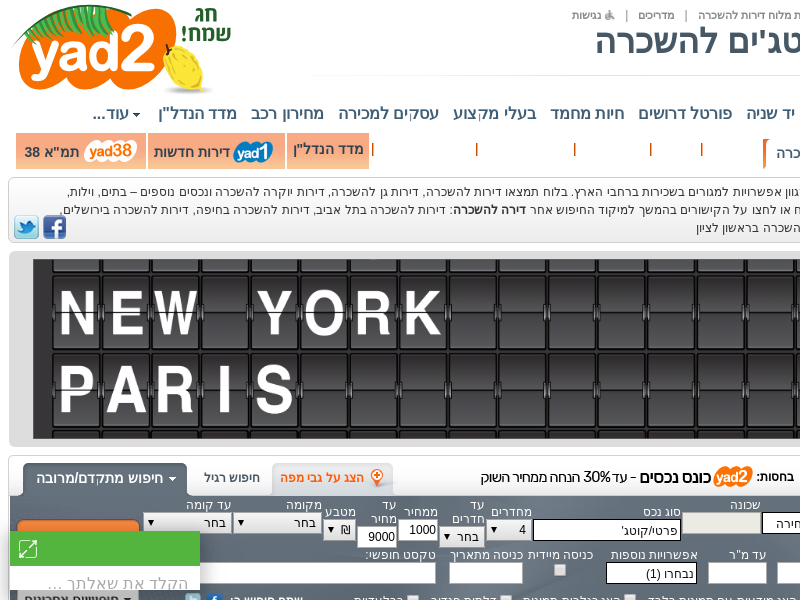 חג
שמח!
yad2
ת מלוח דירות להשכרה | מדריכים | נגישות
טג'ים להשכרה
יד שניה פורטל דרושים חיות מחמד בעלי מקצוע עסקים למכירה מחירון רכב מדד הנדל"ן עוד...
כרה מדד הנדל"ן yad1 דירות חדשות yad38 תמ"א 38
גוון אפשרויות למגורים בשכירות ברחבי הארץ. בלוח תמצאו דירות להשכרה, דירות גן להשכרה, דירות יוקרה להשכרה ונכסים נוספים – בתים, וילות,
ח או לחצו על הקישורים בהמשך למיקוד החיפוש אחר דירה להשכרה: דירות להשכרה בתל אביב, דירות להשכרה בחיפה, דירות להשכרה בירושלים,
השכרה בראשון לציון
NEW YORK
PARIS
בחסות: yad2 כונס נכסים - עד 30% הנחה ממחיר השוק
הצג על גבי מפה חיפוש רגיל חיפוש מתקדם/מרובה
שכונה סוג נכס מחדרים עד חדרים ממחיר עד מחיר מטבע מקומה עד קומה
חירה פרטי/קוטג' 4 בחר 1000 9000 ₪ בחר בחר
עד מ"ר אפשרויות נוספות כניסה מיידית כניסה מתאריך טקסט חופשי:
נבחרו (1)
הקלד את שאלתך ...